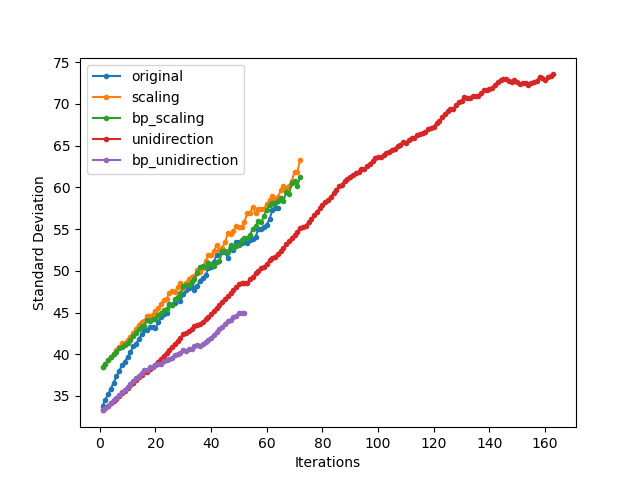 75
70
65
60
55
50
45
40
35
Standard Deviation
original
scaling
bp_scaling
unidirection
bp_unidirection
0 20 40 60 80 100 120 140 160
Iterations